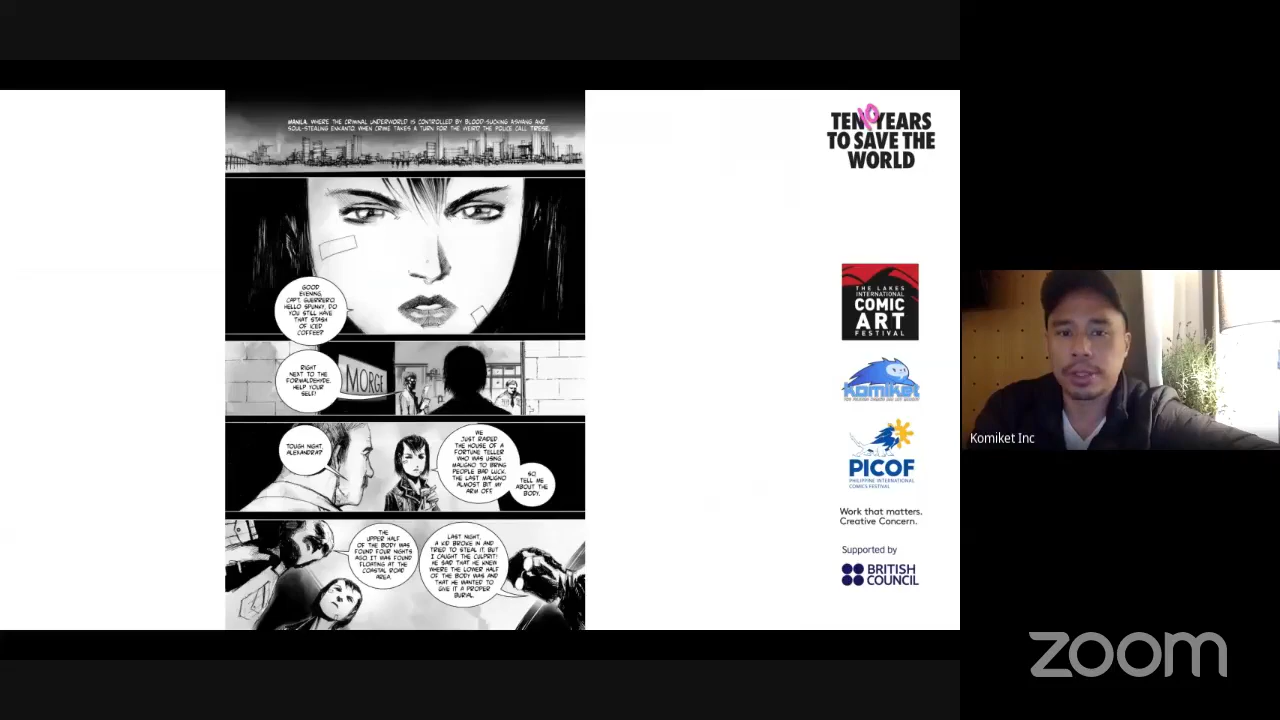 MANILA. WHERE THE CRIMINAL UNDERWORLD IS CONTROLLED BY BLOOD-SUCKING ASWANG AND
SOUL-STEALING ENKANTO. WHEN CRIME TAKES A TURN FOR THE WEIRD, THE POLICE CALL TRESE.
GOOD
EVENING,
CAPT. GUERRERO.
HELLO SPUNKY, DO
YOU STILL HAVE
THAT STASH
OF ICED
COFFEE?
RIGHT
NEXT TO THE
FORMALDEHYDE.
HELP YOUR
SELF!
MORGE
TOUGH NIGHT,
ALEXANDRA?
WE
JUST RAIDED
THE HOUSE OF A
FORTUNE TELLER
WHO WAS USING
MALIGNO TO BRING
PEOPLE BAD LUCK.
THE LAST MALIGNO
ALMOST BIT MY
ARM OFF.
SO,
TELL ME
ABOUT THE
BODY.
THE
UPPER HALF
OF THE BODY WAS
FOUND FOUR NIGHTS
AGO. IT WAS FOUND
FLOATING AT THE
COASTAL ROAD
AREA.
LAST NIGHT,
A KID BROKE IN AND
TRIED TO STEAL IT. BUT
I CAUGHT THE CULPRIT!
HE SAID THAT HE KNEW
WHERE THE LOWER HALF
OF THE BODY WAS AND
THAT HE WANTED TO
GIVE IT A PROPER
BURIAL.
TEN 10 YEARS
TO SAVE THE
WORLD
THE LAKES
INTERNATIONAL
COMIC
ART
FESTIVAL
komiket
PICOF
PHILIPPINE INTERNATIONAL
COMICS FESTIVAL
Work that matters.
Creative Concern.
Supported by
BRITISH
COUNCIL
Komiket Inc
zoom